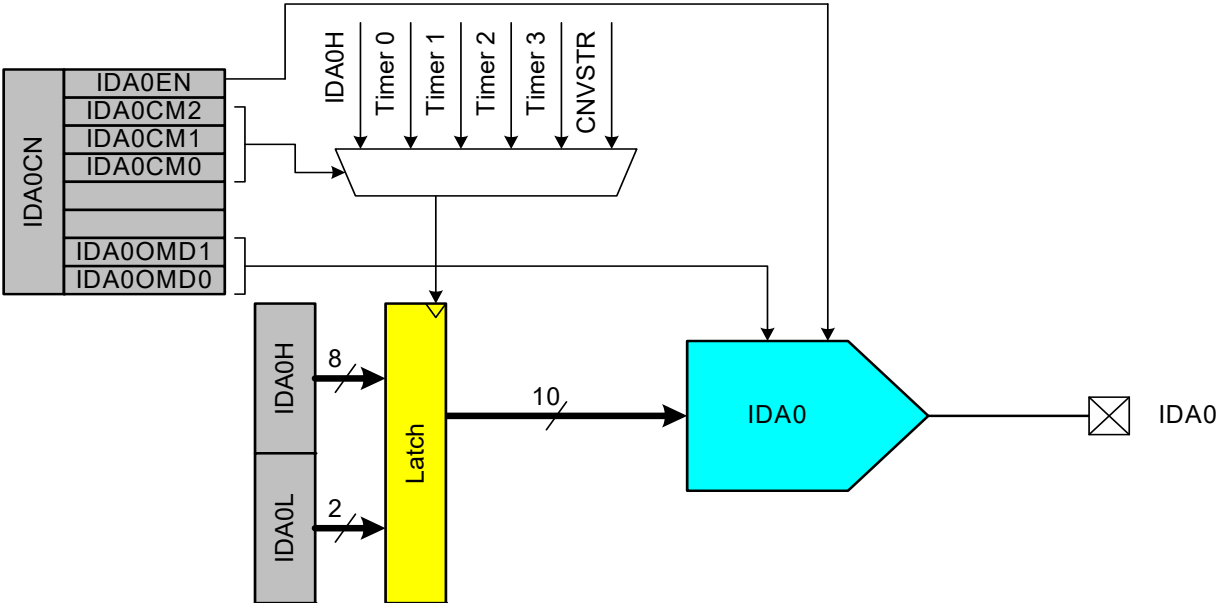 IDA0CN
IDA0EN
IDA0CM2
IDA0CM1
IDA0CM0
IDA0OMD1
IDA0OMD0
IDA0H
Timer 0
Timer 1
Timer 2
Timer 3
CNVSTR
IDA0H
8
IDA0L
2
Latch
10
IDA0
IDA0